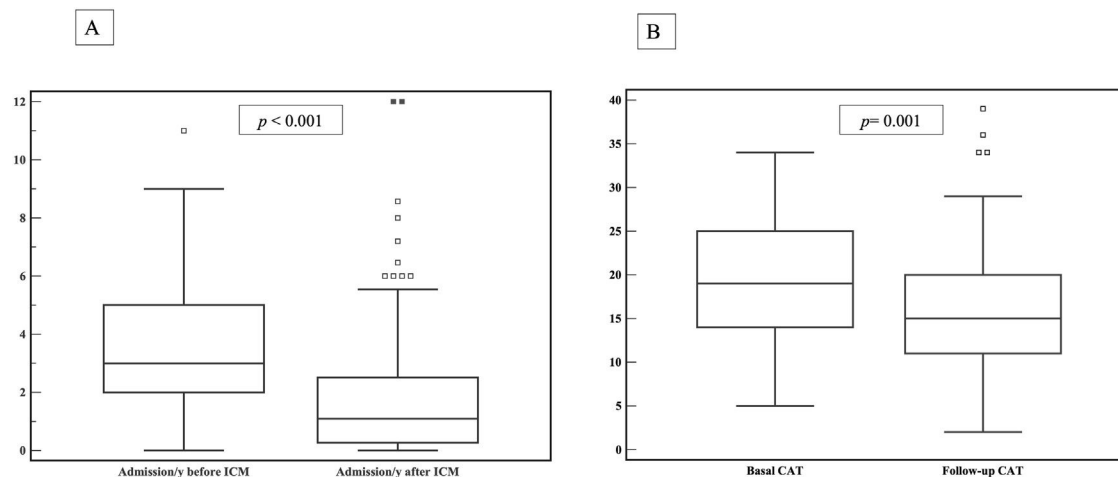 A
B
p < 0.001
p= 0.001
12
10
8
6
4
2
0
Admission/y before ICM
Admission/y after ICM
40
35
30
25
20
15
10
5
0
Basal CAT
Follow-up CAT